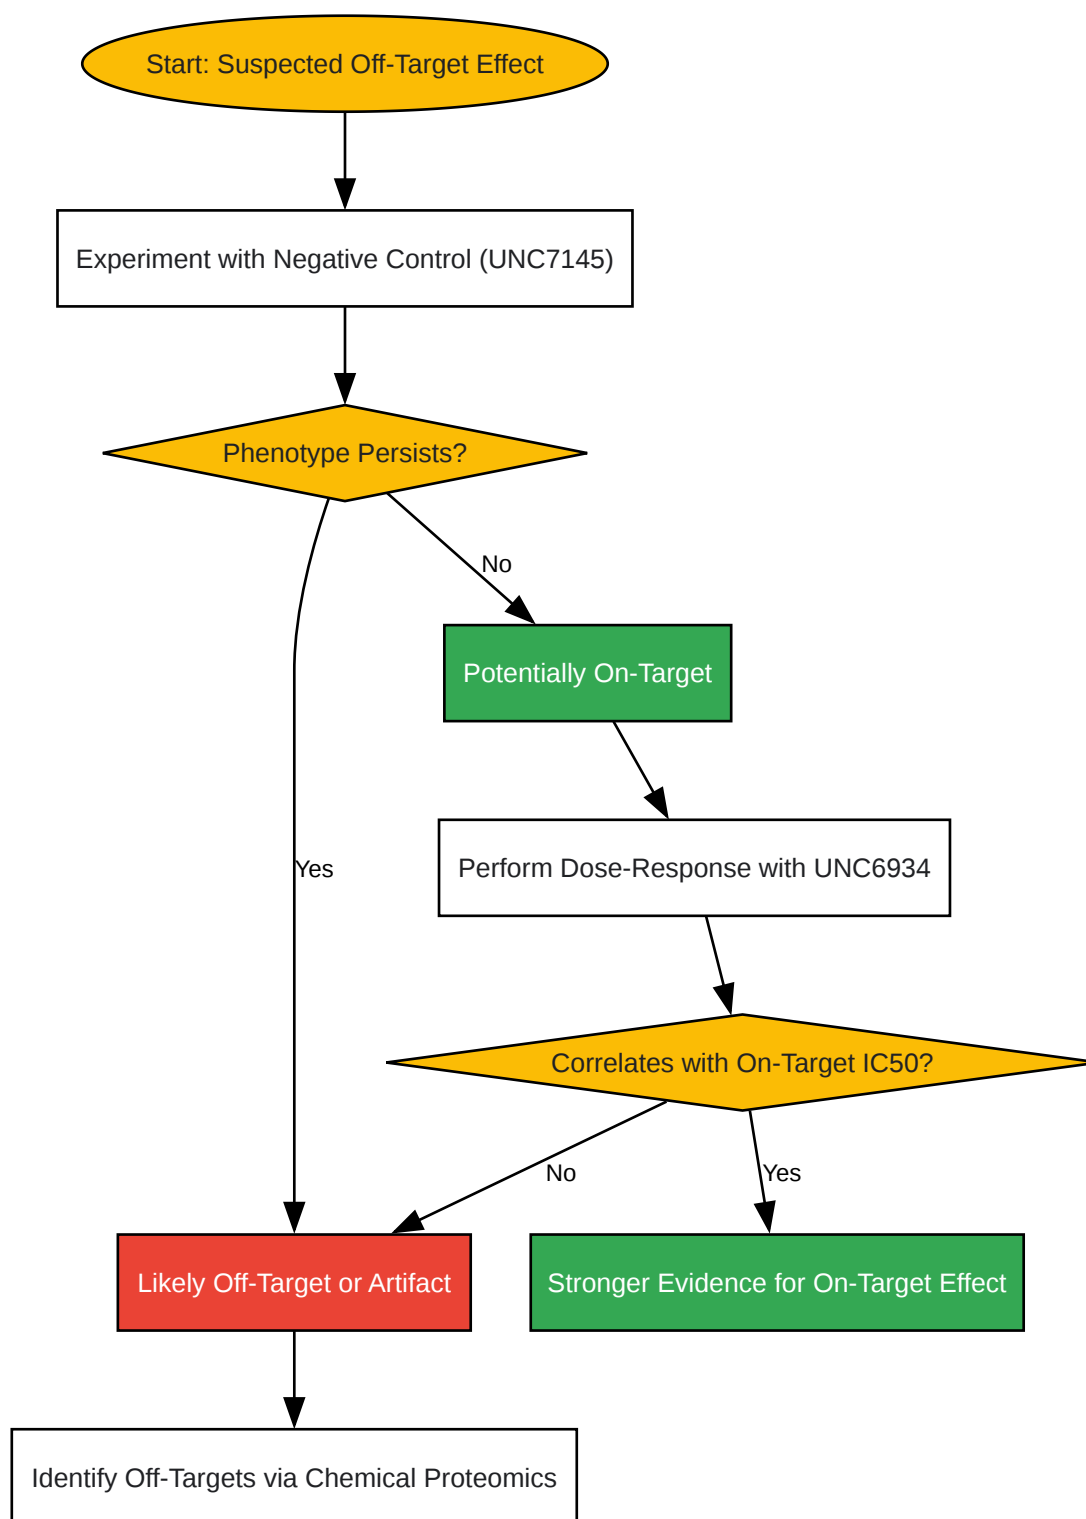 Start: Suspected Off-Target Effect
Experiment with Negative Control (UNC7145)
Phenotype Persists?
No
Potentially On-Target
Perform Dose-Response with UNC6934
Yes
Correlates with On-Target IC50?
No
Yes
Likely Off-Target or Artifact
Stronger Evidence for On-Target Effect
Identify Off-Targets via Chemical Proteomics